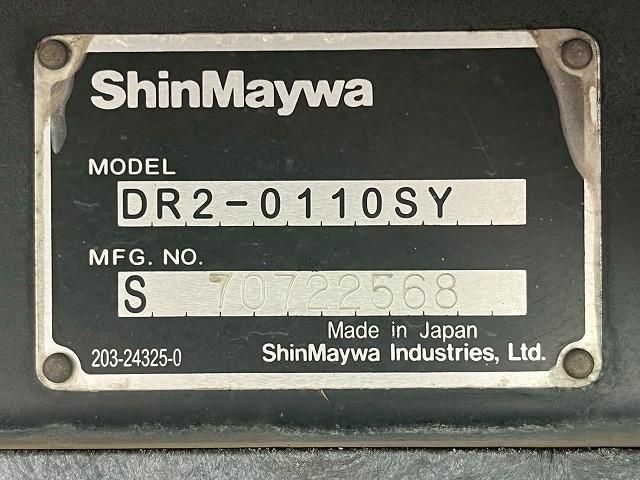 ShinMaywa
MODEL
DR2-0110SY
MFG. NO.
S 70722568
Made in Japan
203-24325-0 ShinMaywa Industries, Ltd.